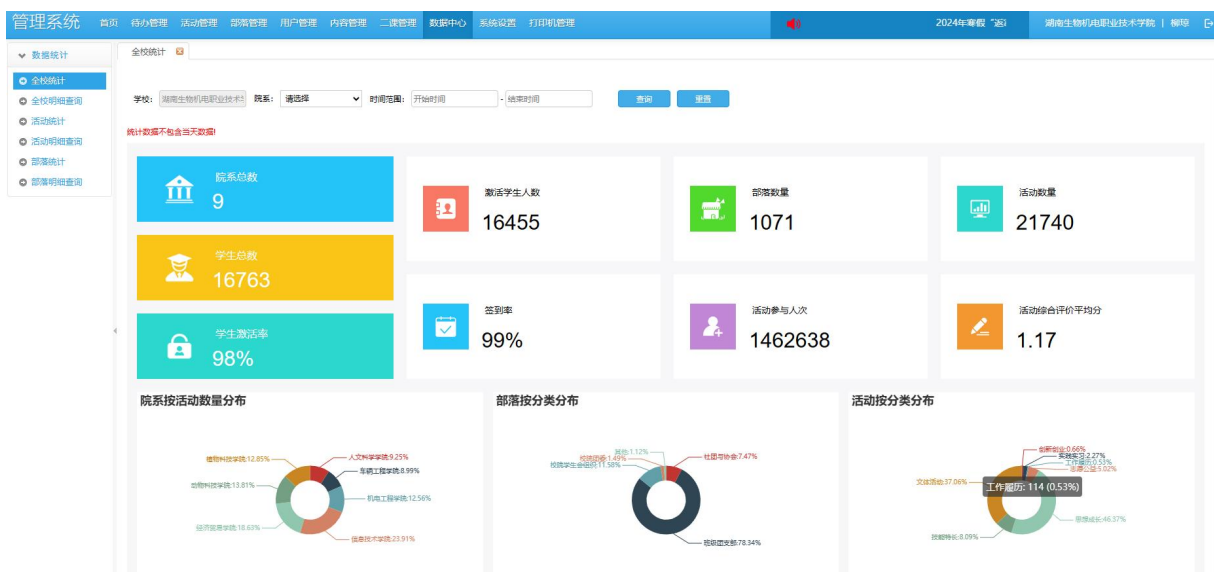 管理系统 首页 待办管理 活动管理 部落管理 用户管理 内容管理 二课管理 数据中心 系统设置 打印机管理 2024年寒假 湖南生物机电职业技术学院 | 柳琼
数据统计
全校统计
全校统计
全校明细查询
活动统计
活动明细查询
部落统计
部落明细查询
学校： 湖南生物机电职业技术 院系： 请选择 时间范围： 开始时间 - 结束时间 查询 重置
统计数据不包含当天数据!
院系总数
9
学生总数
16763
学生激活率
98%
激活学生人数
16455
部落数量
1071
活动数量
21740
签到率
99%
活动参与人次
1462638
活动综合评价平均分
1.17
院系按活动数量分布
植物科技学院:12.85%
人文科学学院:9.25%
车辆工程学院:8.99%
动物科技学院:13.81%
机电工程学院:12.56%
经济贸易学院:18.63%
信息技术学院:23.91%
部落按分类分布
其他:1.12%
校院团委:1.49%
校院学生会组织:11.58%
社团与协会:7.47%
班级团支部:78.34%
活动按分类分布
创新创业:0.66%
实践实习:2.27%
工作履历:0.53%
志愿公益:5.02%
文体活动:37.06%
工作履历: 114 (0.53%)
思想成长:46.37%
技能特长:8.09%